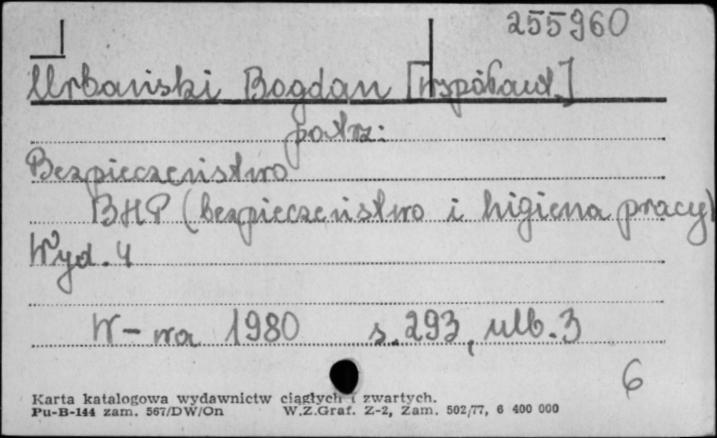 255960
Urbański Bogdan [współaut.]
patrz:
Bezpieczeństwo
BHP (bezpieczeństwo i higiena pracy)
Wyd. 4
W-wa 1980 s. 293, nlb. 3
6
Karta katalogowa wydawnictw ciągłych i zwartych.
Pu-B-144 zam. 567/DW/On W.Z.Graf. Z-2, Zam. 502/77, 6 400 000